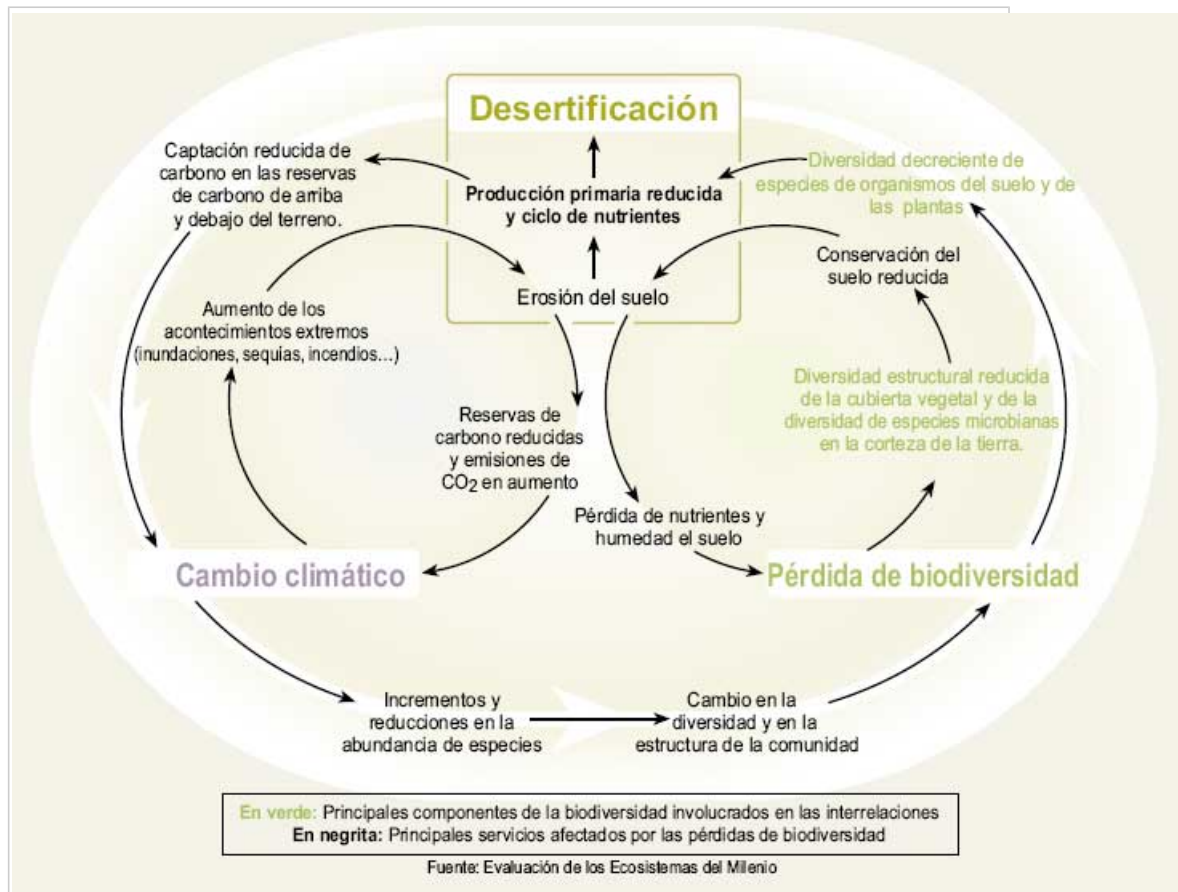 Desertificación
Captación reducida de
carbono en las reservas
de carbono de arriba
y debajo del terreno.
Producción primaria reducida
y ciclo de nutrientes
Diversidad decreciente de
especies de organismos del suelo y de
las plantas
Conservación del
suelo reducida
Erosión del suelo
Aumento de los
acontecimientos extremos
(inundaciones, sequias, incendios...)
Diversidad estructural reducida
de la cubierta vegetal y de la
diversidad de especies microbianas
en la corteza de la tierra.
Reservas de
carbono reducidas
y emisiones de
CO2 en aumento
Pérdida de nutrientes y
humedad el suelo
Cambio climático
Pérdida de biodiversidad
Incrementos y
reducciones en la
abundancia de especies
Cambio en la
diversidad y en la
estructura de la comunidad
En verde: Principales componentes de la biodiversidad involucrados en las interrelaciones
En negrita: Principales servicios afectados por las pérdidas de biodiversidad
Fuente: Evaluación de los Ecosistemas del Milenio